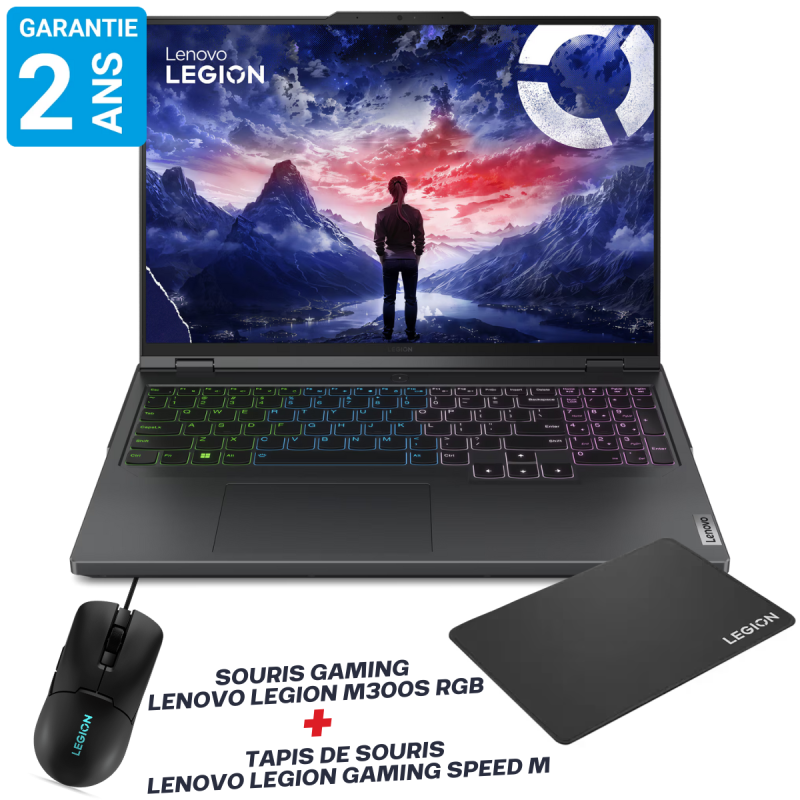 GARANTIE
2 ANS
Lenovo
LEGION
LEGION
Lenovo
LEGION
LEGION
SOURIS GAMING
LENOVO LEGION M300S RGB
+
TAPIS DE SOURIS
LENOVO LEGION GAMING SPEED M